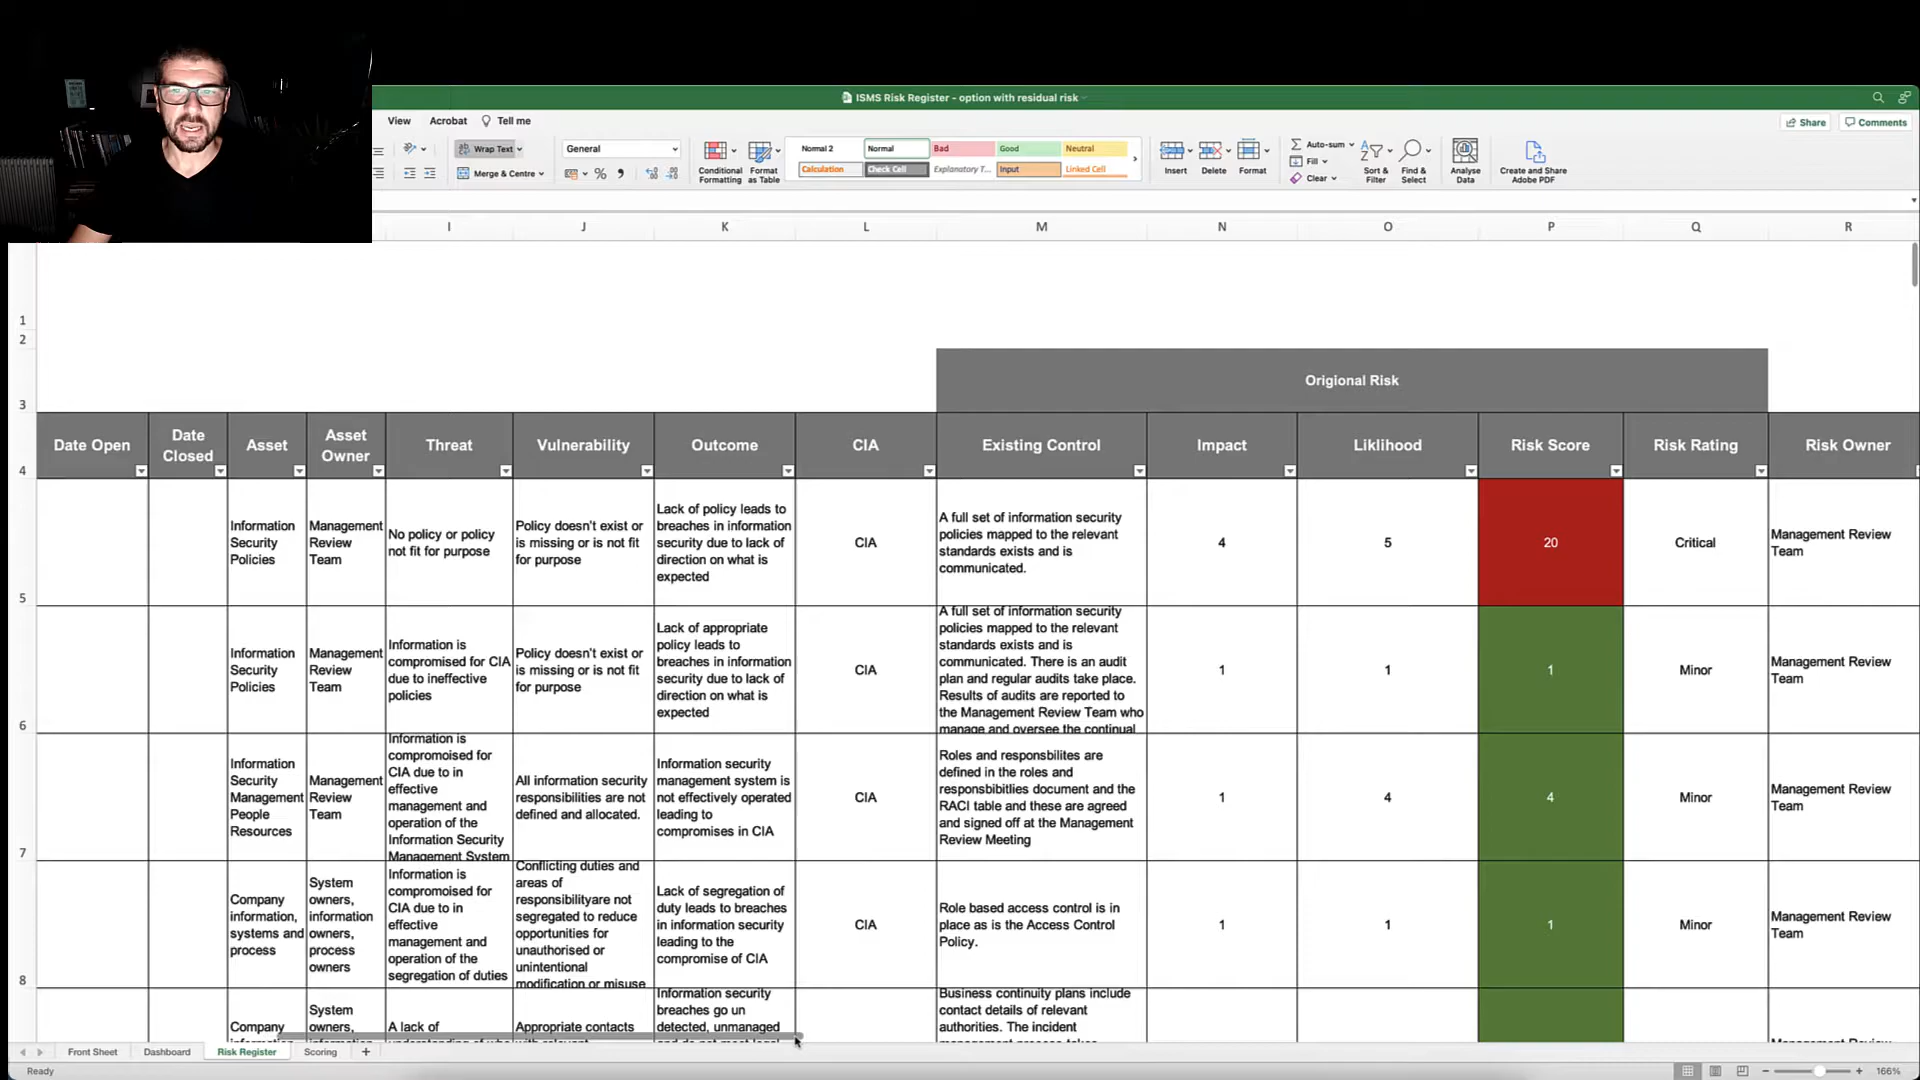 ISMS Risk Register - option with residual risk
View Acrobat Tell me
Share Comments
Wrap Text
General
Merge & Centre
Conditional Formatting
Format as Table
Normal 2 Normal Bad Good Neutral
Calculation Check Cell Explanatory T... Input Linked Cell
Insert Delete Format
Auto-sum
Fill
Clear
Sort & Filter
Find & Select
Analyse Data
Create and Share Adobe PDF
I J K L M N O P Q R
1
2
3 Origional Risk
4 Date Open Date Closed Asset Asset Owner Threat Vulnerability Outcome CIA Existing Control Impact Liklihood Risk Score Risk Rating Risk Owner
5
Information Security Policies
Management Review Team
No policy or policy not fit for purpose
Policy doesn't exist or is missing or is not fit for purpose
Lack of policy leads to breaches in information security due to lack of direction on what is expected
CIA
A full set of information security policies mapped to the relevant standards exists and is communicated.
4 5 20 Critical
Management Review Team
6
Information Security Policies
Management Review Team
Information is compromised for CIA due to ineffective policies
Policy doesn't exist or is missing or is not fit for purpose
Lack of appropriate policy leads to breaches in information security due to lack of direction on what is expected
CIA
A full set of information security policies mapped to the relevant standards exists and is communicated. There is an audit plan and regular audits take place. Results of audits are reported to the Management Review Team who manage and oversee the continual
1 1 1 Minor
Management Review Team
7
Information Security Management People Resources
Management Review Team
Information is compromoised for CIA due to in effective management and operation of the Information Security Management System
All information security responsibilities are not defined and allocated.
Information security management system is not effectively operated leading to compromises in CIA
CIA
Roles and responsbilites are defined in the roles and responsbibitlies document and the RACI table and these are agreed and signed off at the Management Review Meeting
1 4 4 Minor
Management Review Team
8
Company information, systems and process
System owners, information owners, process owners
Information is compromoised for CIA due to in effective management and operation of the segregation of duties
Conflicting duties and areas of responsibilityare not segregated to reduce opportunities for unauthorised or unintentional modification or misuse
Lack of segregation of duty leads to breaches in information security leading to the compromise of CIA
CIA
Role based access control is in place as is the Access Control Policy.
1 1 1 Minor
Management Review Team
Company
System owners,
A lack of
Appropriate contacts
Information security breaches go un detected, unmanaged
Business continuity plans include contact details of relevant authorities. The incident
Front Sheet Dashboard Risk Register Scoring +
Ready
166%